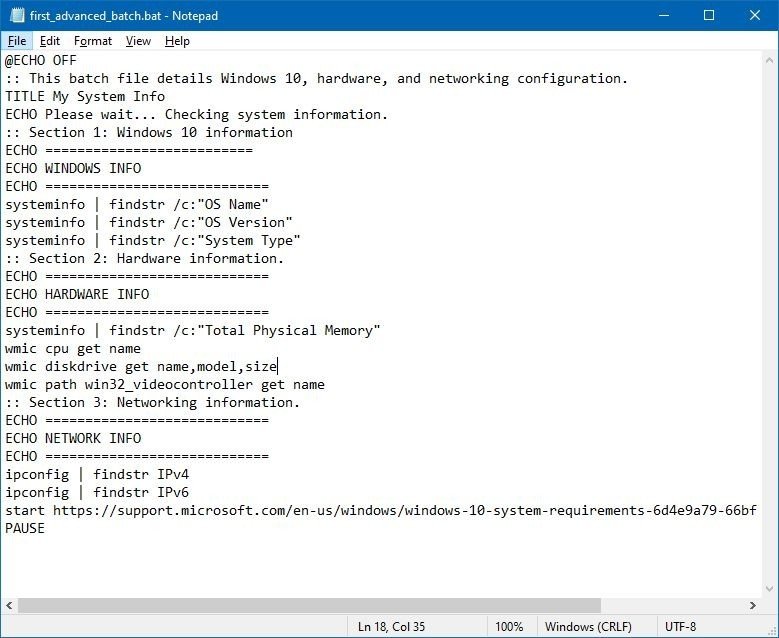 first_advanced_batch.bat - Notepad
File Edit Format View Help
@ECHO OFF
:: This batch file details Windows 10, hardware, and networking configuration.
TITLE My System Info
ECHO Please wait... Checking system information.
:: Section 1: Windows 10 information
ECHO ==========================
ECHO WINDOWS INFO
ECHO ============================
systeminfo | findstr /c:"OS Name"
systeminfo | findstr /c:"OS Version"
systeminfo | findstr /c:"System Type"
:: Section 2: Hardware information.
ECHO ============================
ECHO HARDWARE INFO
ECHO ============================
systeminfo | findstr /c:"Total Physical Memory"
wmic cpu get name
wmic diskdrive get name,model,size
wmic path win32_videocontroller get name
:: Section 3: Networking information.
ECHO ============================
ECHO NETWORK INFO
ECHO ============================
ipconfig | findstr IPv4
ipconfig | findstr IPv6
start https://support.microsoft.com/en-us/windows/windows-10-system-requirements-6d4e9a79-66bf
PAUSE
Ln 18, Col 35 100% Windows (CRLF) UTF-8